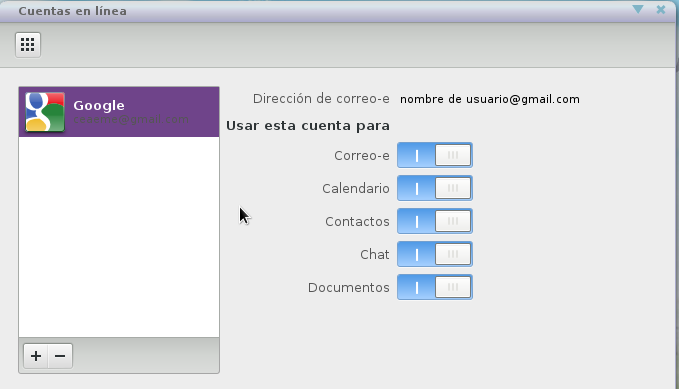 Cuentas en línea
Google
Dirección de correo-e nombre de usuario@gmail.com
Usar esta cuenta para
Correo-e
Calendario
Contactos
Chat
Documentos